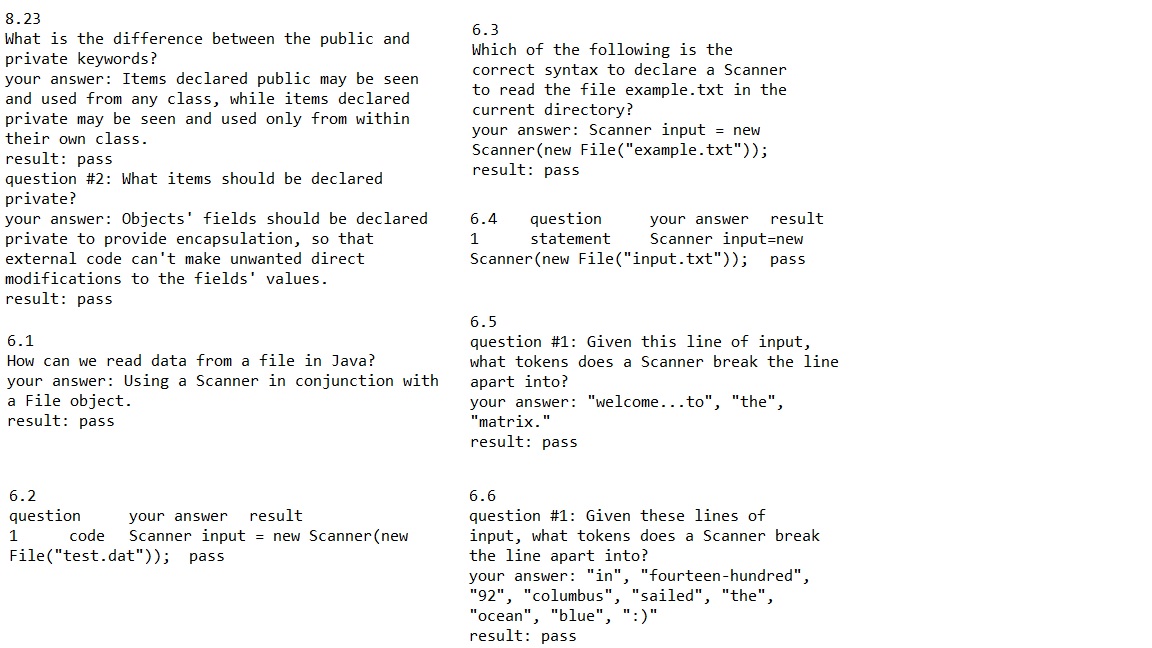 8.23
What is the difference between the public and
private keywords?
your answer: Items declared public may be seen
and used from any class, while items declared
private may be seen and used only from within
their own class.
result: pass
question #2: What items should be declared
private?
your answer: Objects' fields should be declared
private to provide encapsulation, so that
external code can't make unwanted direct
modifications to the fields' values.
result: pass
6.1
How can we read data from a file in Java?
your answer: Using a Scanner in conjunction with
a File object.
result: pass
6.2
question your answer result
1 code Scanner input = new Scanner(new
File("test.dat")); pass
6.3
Which of the following is the
correct syntax to declare a Scanner
to read the file example.txt in the
current directory?
your answer: Scanner input = new
Scanner(new File("example.txt"));
result: pass
6.4 question your answer result
1 statement Scanner input=new
Scanner(new File("input.txt")); pass
6.5
question #1: Given this line of input,
what tokens does a Scanner break the line
apart into?
your answer: "welcome...to", "the",
"matrix."
result: pass
6.6
question #1: Given these lines of
input, what tokens does a Scanner break
the line apart into?
your answer: "in", "fourteen-hundred",
"92", "columbus", "sailed", "the",
"ocean", "blue", ":)"
result: pass